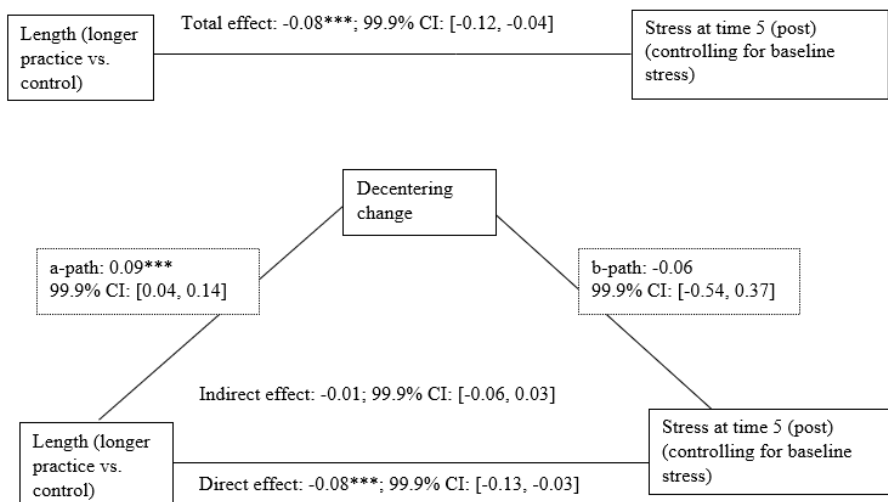 Total effect: -0.08***; 99.9% CI: [-0.12, -0.04]
Length (longer
practice vs.
control)
Stress at time 5 (post)
(controlling for baseline
stress)
Decentering
change
a-path: 0.09***
99.9% CI: [0.04, 0.14]
b-path: -0.06
99.9% CI: [-0.54, 0.37]
Indirect effect: -0.01; 99.9% CI: [-0.06, 0.03]
Length (longer
practice vs.
control)
Stress at time 5 (post)
(controlling for baseline
stress)
Direct effect: -0.08***; 99.9% CI: [-0.13, -0.03]